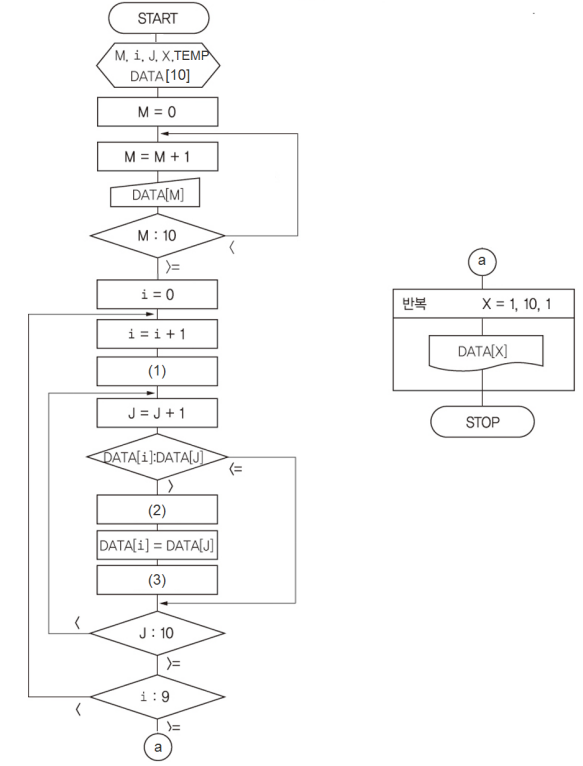 START
M, i, J, X,TEMP
DATA[10]
M = 0
M = M + 1
DATA[M]
M : 10
<
>=
i = 0
i = i + 1
(1)
J = J + 1
DATA[i]:DATA[J]
<=
>
(2)
DATA[i] = DATA[J]
(3)
J : 10
<
>=
i : 9
<
>=
a
a
반복 X = 1, 10, 1
DATA[X]
STOP